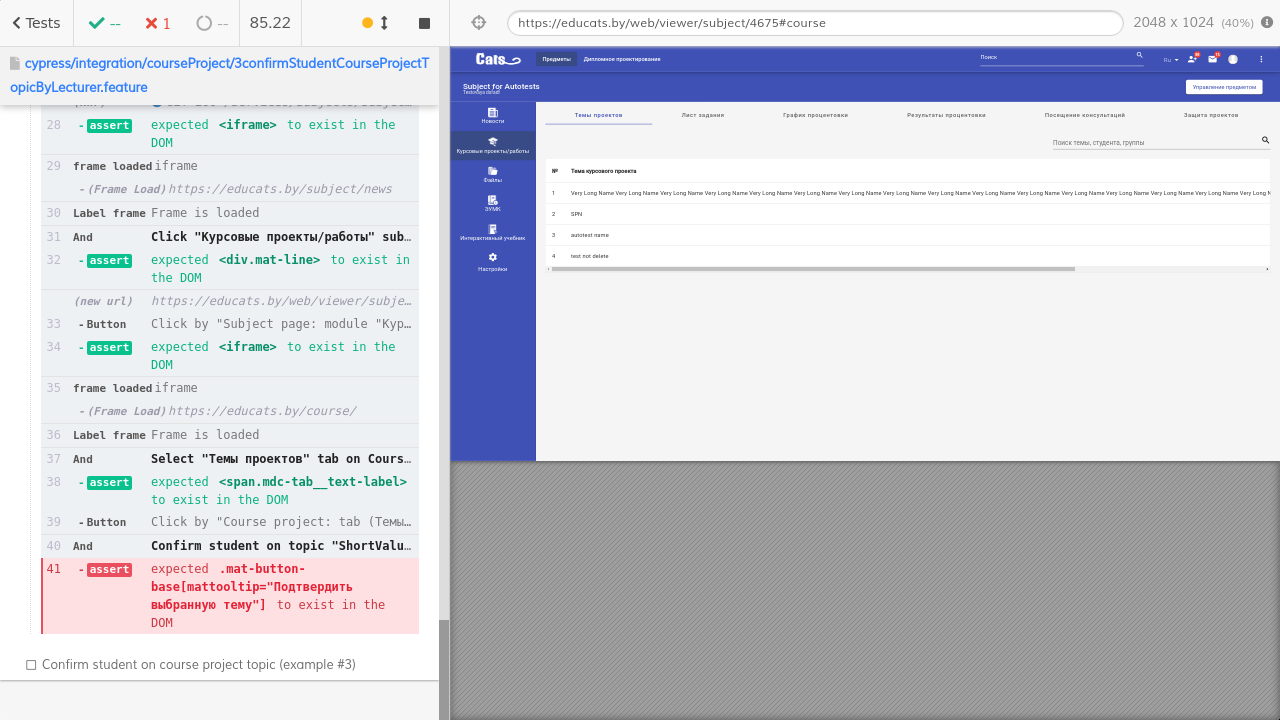 Tests
--
1
--
85.22
https://educats.by/web/viewer/subject/4675#course
2048 x 1024 (40%)
cypress/integration/courseProject/3confirmStudentCourseProjectT
opicByLecturer.feature
28 - assert expected <iframe> to exist in the
DOM
29 frame loaded iframe
- (Frame Load) https://educats.by/subject/news
30 Label frame Frame is loaded
31 And Click "Курсовые проекты/работы" sub…
32 - assert expected <div.mat-line> to exist in
the DOM
(new url) https://educats.by/web/viewer/subje…
33 - Button Click by "Subject page: module "Кур…
34 - assert expected <iframe> to exist in the
DOM
35 frame loaded iframe
- (Frame Load) https://educats.by/course/
36 Label frame Frame is loaded
37 And Select "Темы проектов" tab on Cours…
38 - assert expected <span.mdc-tab__text-label>
to exist in the DOM
39 - Button Click by "Course project: tab (Темы…
40 And Confirm student on topic "ShortValu…
41 - assert expected .mat-button-
base[mattooltip="Подтвердить
выбранную тему"] to exist in the
DOM
Confirm student on course project topic (example #3)
Cats
Предметы
Дипломное проектирование
Поиск
Ru
Subject for Autotests
Управление предметом
Новости
Курсовые проекты/работы
Файлы
ЭУМК
Интерактивный учебник
Настройки
Темы проектов
Лист задания
График процентовки
Результаты процентовки
Посещение консультаций
Защита проектов
Поиск темы, студента, группы
№ Тема курсового проекта
1 Very Long Name Very Long Name Very Long Name Very Long Name Very Long Name Very Long Name Very Long Name Very Long Name Very Long Name Very Long Name Very Long Name Very Long Name Very Long Name Very Long Name Very Long Name Very Long N
2 SPN
3 autotest name
4 test not delete